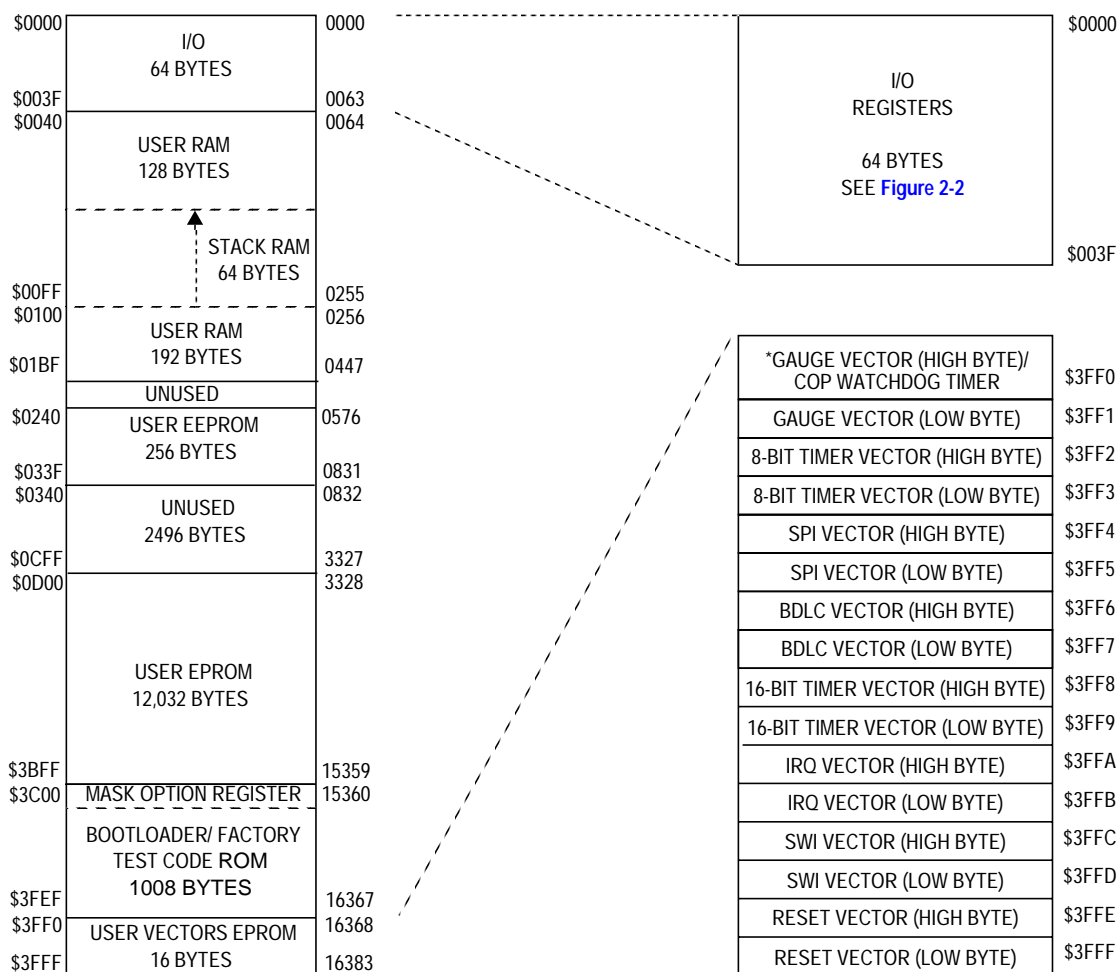 $0000
I/O
64 BYTES
0000
$003F
0063
$0040
0064
USER RAM
128 BYTES
STACK RAM
64 BYTES
$00FF
0255
$0100
0256
USER RAM
192 BYTES
$01BF
0447
UNUSED
$0240
0576
USER EEPROM
256 BYTES
$033F
0831
$0340
0832
UNUSED
2496 BYTES
$0CFF
3327
$0D00
3328
USER EPROM
12,032 BYTES
$3BFF
15359
$3C00
MASK OPTION REGISTER
15360
BOOTLOADER/ FACTORY
TEST CODE ROM
1008 BYTES
$3FEF
16367
$3FF0
16368
USER VECTORS EPROM
16 BYTES
$3FFF
16383
$0000
I/O
REGISTERS
64 BYTES
SEE Figure 2-2
$003F
*GAUGE VECTOR (HIGH BYTE)/
COP WATCHDOG TIMER
$3FF0
GAUGE VECTOR (LOW BYTE)
$3FF1
8-BIT TIMER VECTOR (HIGH BYTE)
$3FF2
8-BIT TIMER VECTOR (LOW BYTE)
$3FF3
SPI VECTOR (HIGH BYTE)
$3FF4
SPI VECTOR (LOW BYTE)
$3FF5
BDLC VECTOR (HIGH BYTE)
$3FF6
BDLC VECTOR (LOW BYTE)
$3FF7
16-BIT TIMER VECTOR (HIGH BYTE)
$3FF8
16-BIT TIMER VECTOR (LOW BYTE)
$3FF9
IRQ VECTOR (HIGH BYTE)
$3FFA
IRQ VECTOR (LOW BYTE)
$3FFB
SWI VECTOR (HIGH BYTE)
$3FFC
SWI VECTOR (LOW BYTE)
$3FFD
RESET VECTOR (HIGH BYTE)
$3FFE
RESET VECTOR (LOW BYTE)
$3FFF